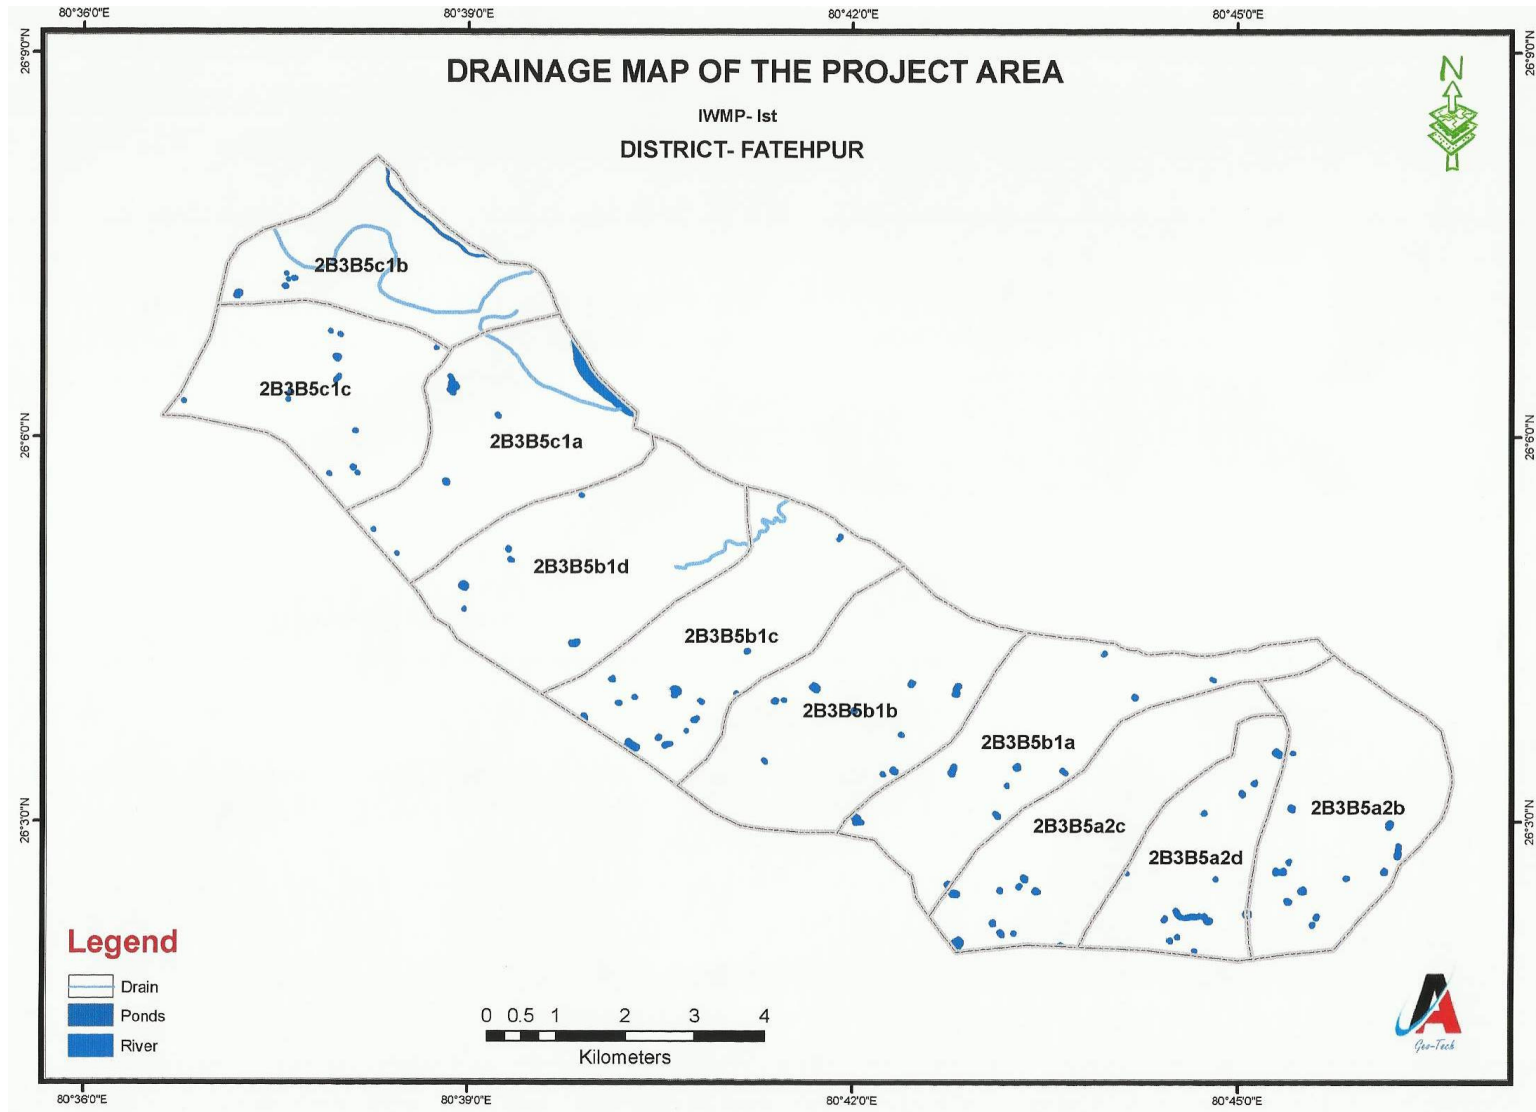 80°36'0"E 80°39'0"E 80°42'0"E 80°45'0"E
26°9'0"N 26°9'0"N
DRAINAGE MAP OF THE PROJECT AREA
N
IWMP- Ist
DISTRICT- FATEHPUR
2B3B5c1b
2B3B5c1c
26°6'0"N 26°6'0"N
2B3B5c1a
2B3B5b1d
2B3B5b1c
2B3B5b1b
2B3B5b1a
2B3B5a2b
26°3'0"N 26°3'0"N
2B3B5a2c
2B3B5a2d
Legend
Drain
Ponds
River
0 0.5 1 2 3 4
Kilometers
Geo-Tech
80°36'0"E 80°39'0"E 80°42'0"E 80°45'0"E